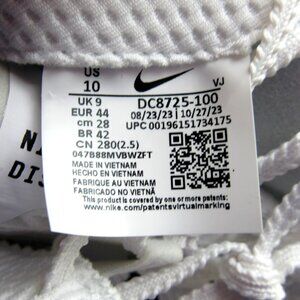 US
10
VJ
UK 9
EUR 44
cm 28
BR 42
CN 280(2.5)
DC8725-100
08/23/23 | 10/27/23
UPC 00196151734175
047B88MVBWZFT
MADE IN VIETNAM
HECHO EN VIETNAM
FABRIQUE AU VIETNAM
FABRICADO NO VIETNÃ
This product is covered by one or more patents. See
www.nike.com/patentsvirtualmarking